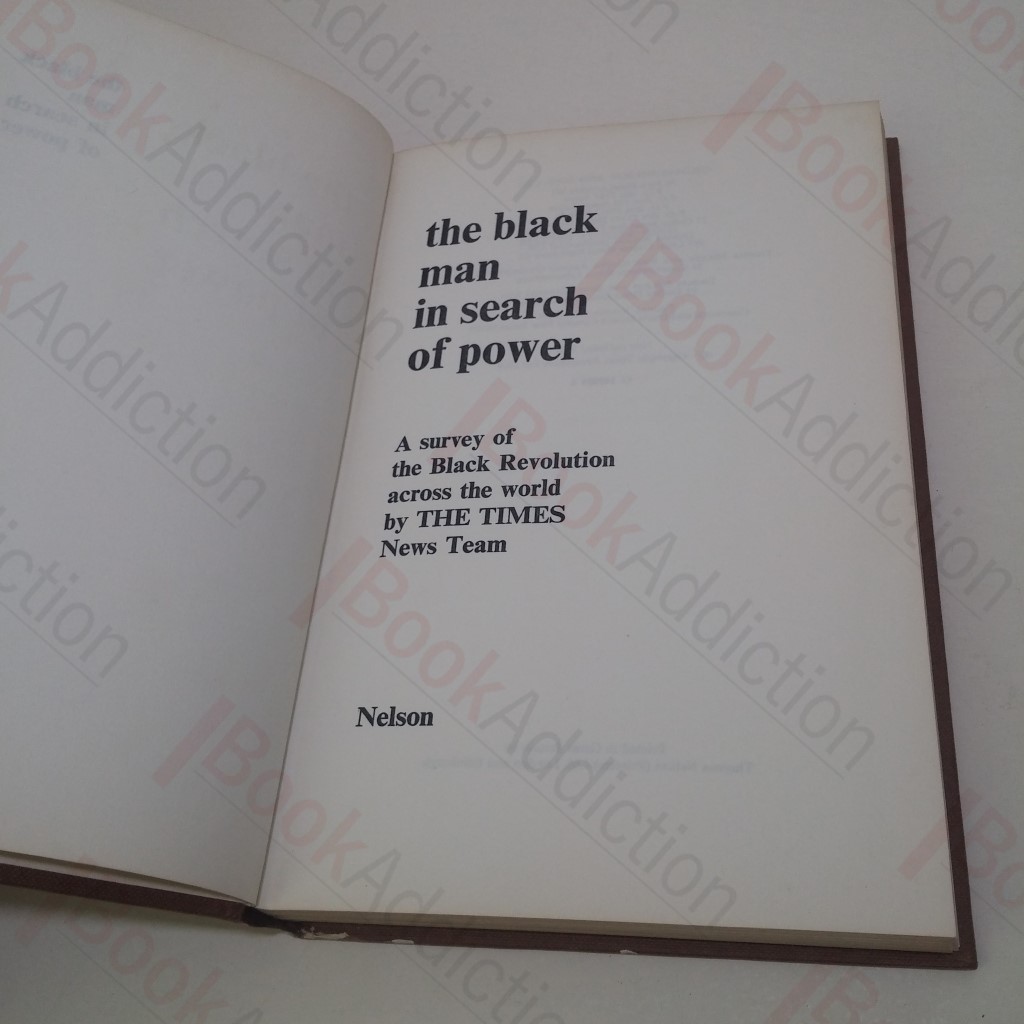 the black
man
in search
of power
A survey of
the Black Revolution
across the world
by THE TIMES
News Team
Nelson
BookAddiction